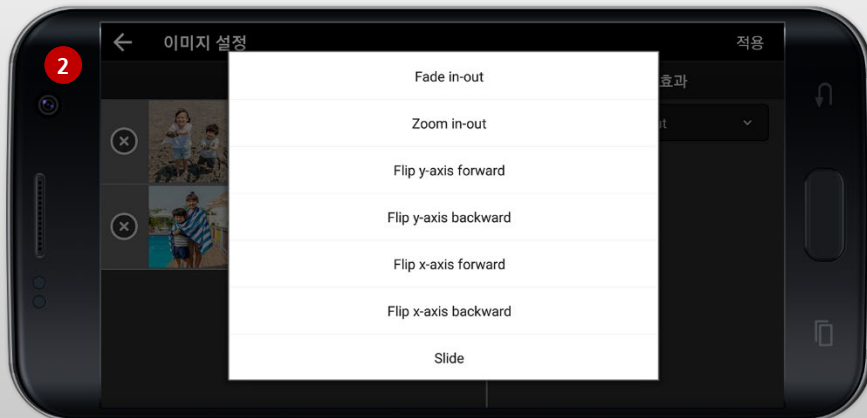 2
이미지 설정
적용
효과
Fade in-out
Zoom in-out
Flip y-axis forward
Flip y-axis backward
Flip x-axis forward
Flip x-axis backward
Slide